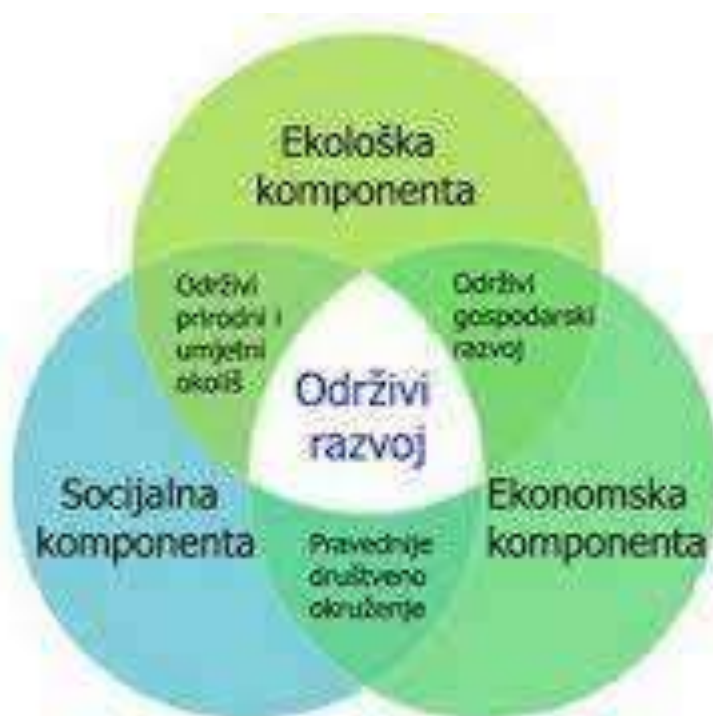 Ekološka
komponenta
Održivi
prirodni i
umjetni
okoliš
Održivi
gospodarski
razvoj
Održivi
razvoj
Socijalna
komponenta
Ekonomska
komponenta
Pravednije
društveno
okruženje